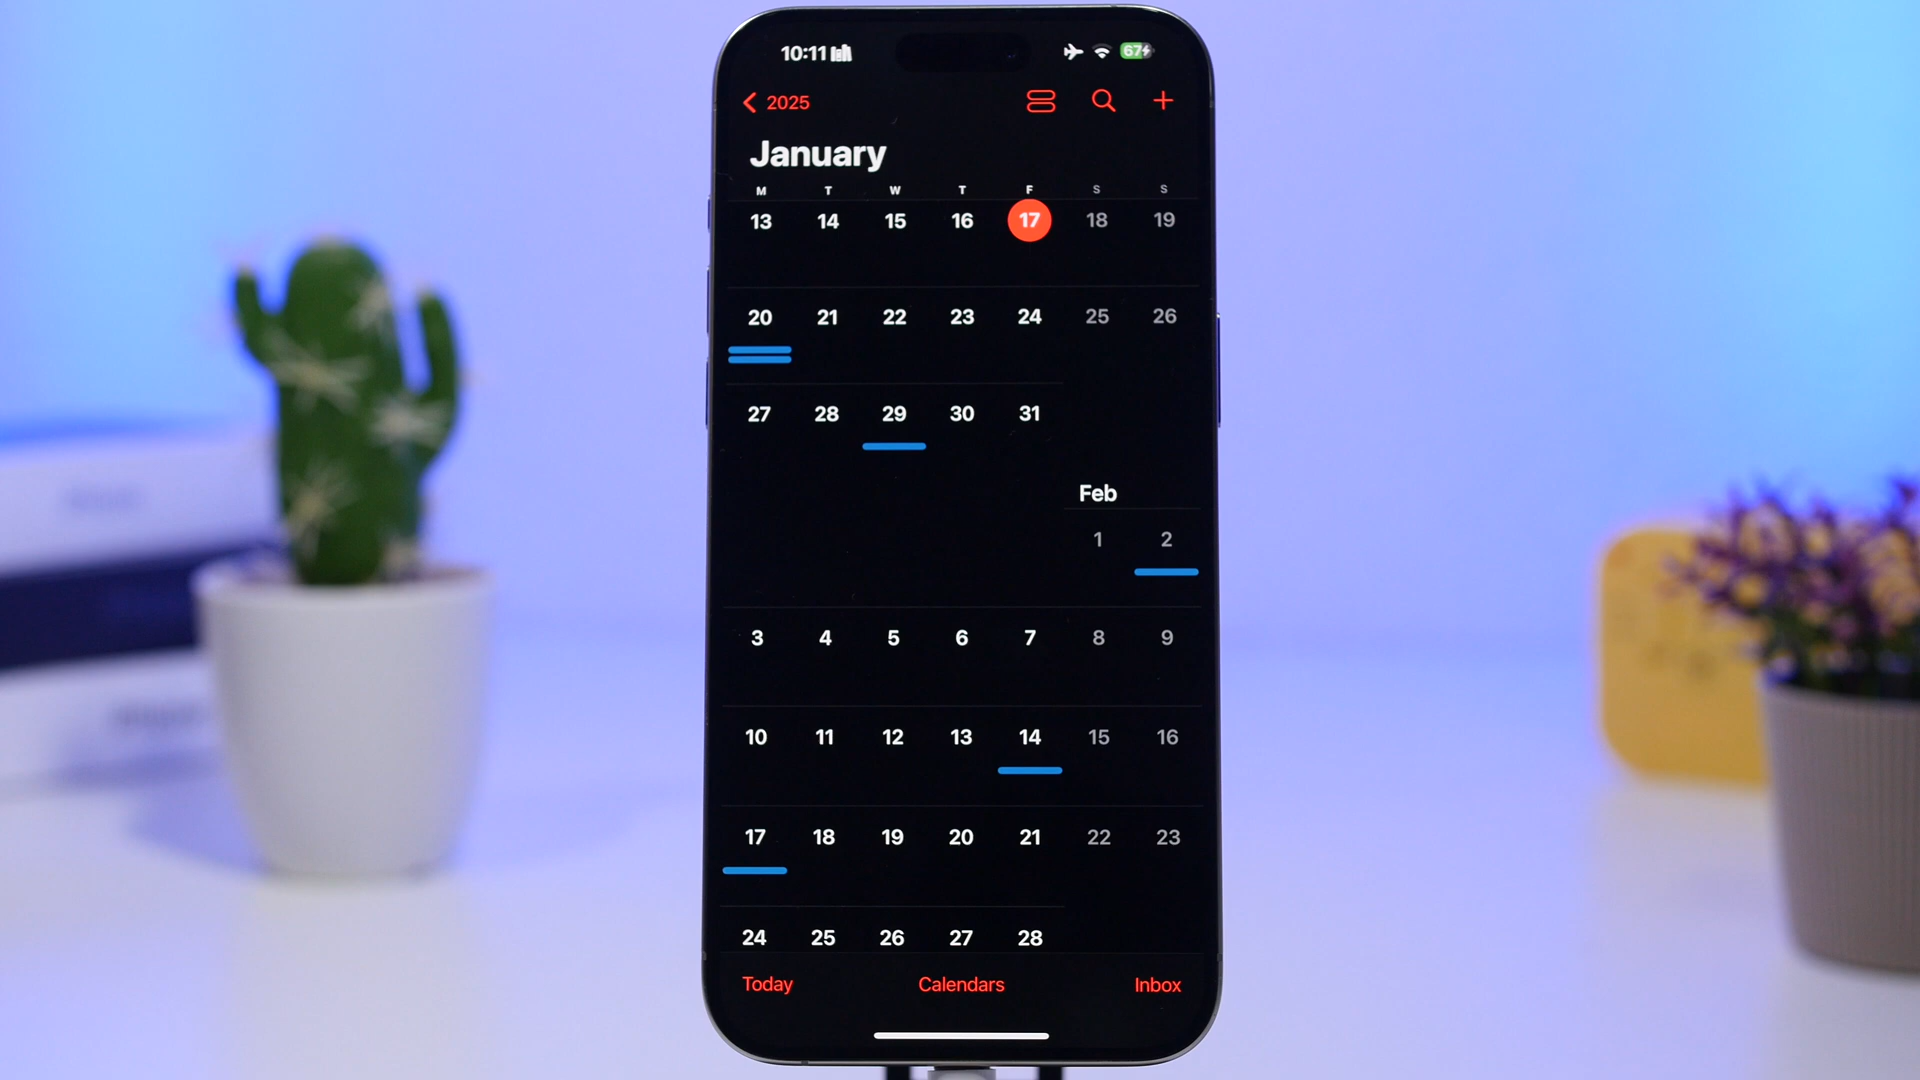 10:11 67
2025
January
M T W T F S S
13 14 15 16 17 18 19
20 21 22 23 24 25 26
27 28 29 30 31
Feb
1 2
3 4 5 6 7 8 9
10 11 12 13 14 15 16
17 18 19 20 21 22 23
24 25 26 27 28
Today Calendars Inbox